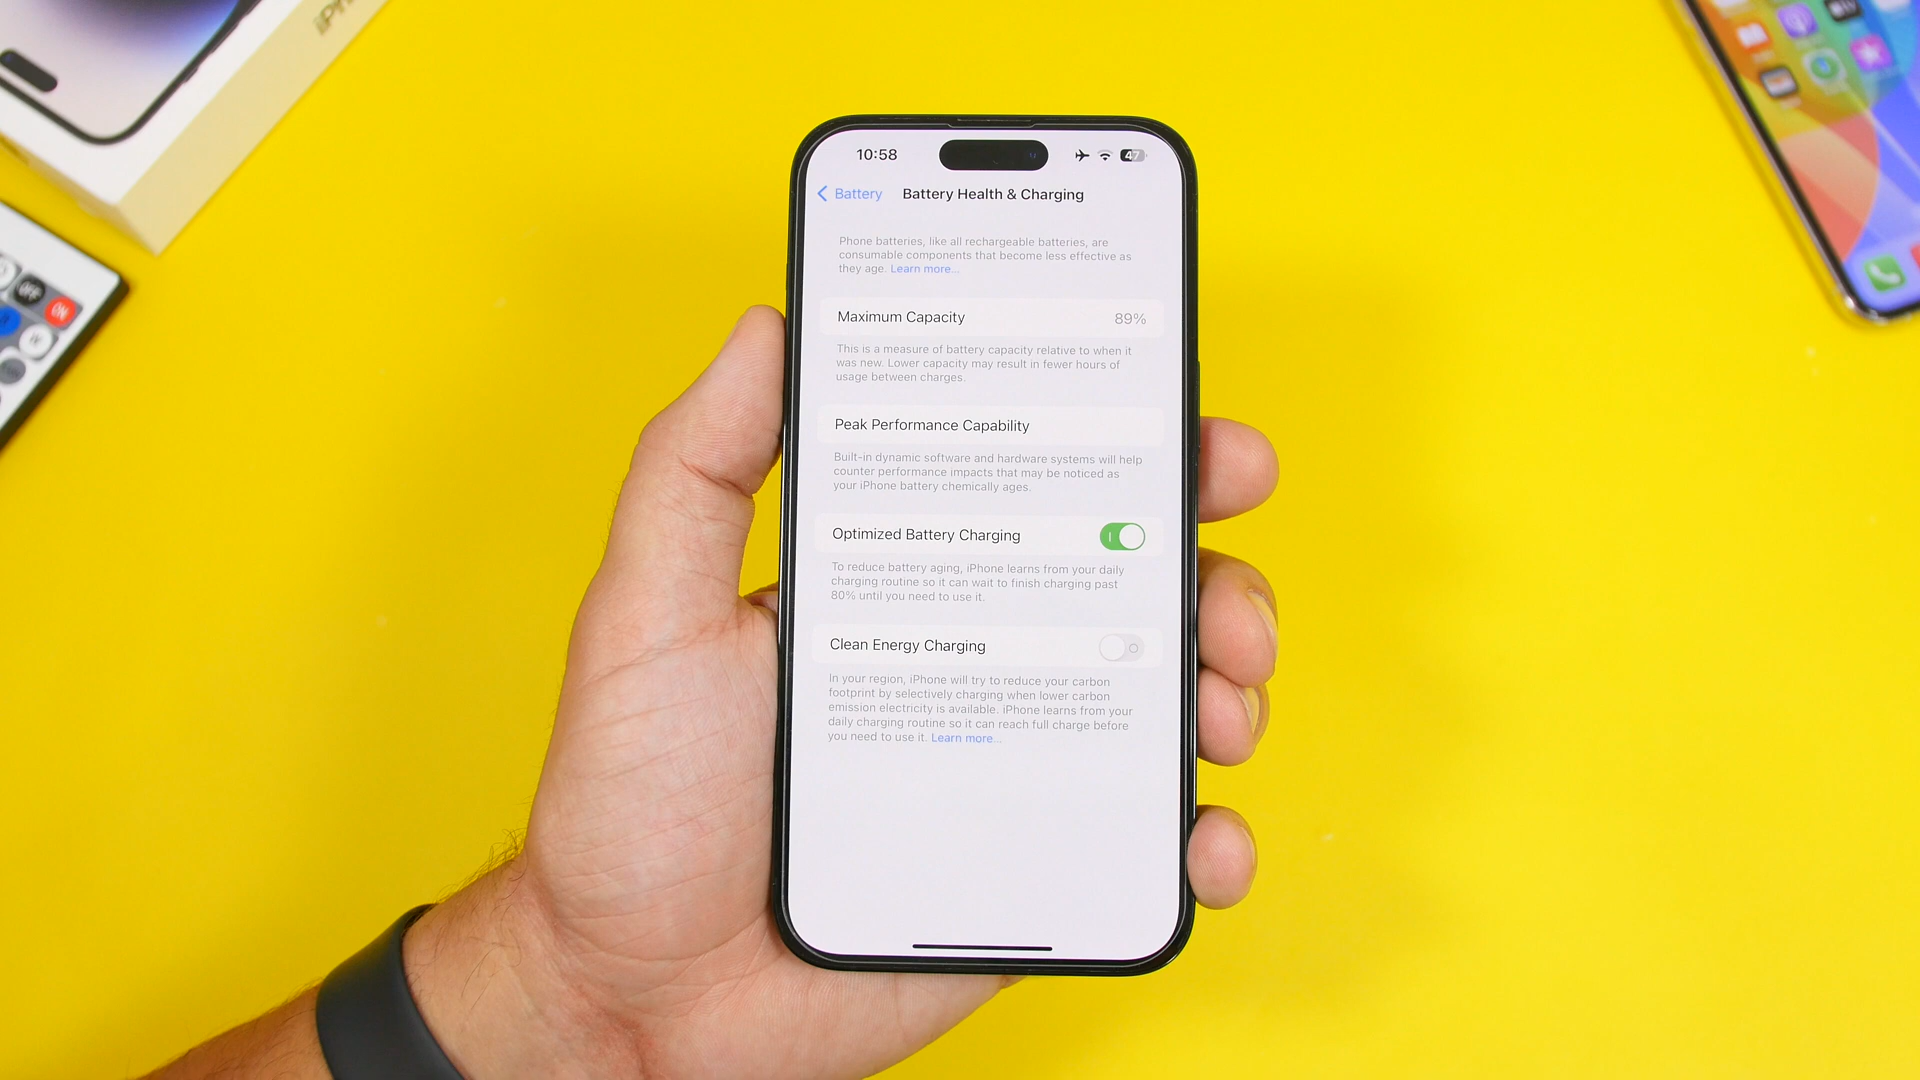 iPh
OFF
ON
W
10:58
47
Battery
Battery Health & Charging
Phone batteries, like all rechargeable batteries, are
consumable components that become less effective as
they age. Learn more...
Maximum Capacity
89%
This is a measure of battery capacity relative to when it
was new. Lower capacity may result in fewer hours of
usage between charges.
Peak Performance Capability
Built-in dynamic software and hardware systems will help
counter performance impacts that may be noticed as
your iPhone battery chemically ages.
Optimized Battery Charging
To reduce battery aging, iPhone learns from your daily
charging routine so it can wait to finish charging past
80% until you need to use it.
Clean Energy Charging
In your region, iPhone will try to reduce your carbon
footprint by selectively charging when lower carbon
emission electricity is available. iPhone learns from your
daily charging routine so it can reach full charge before
you need to use it. Learn more...